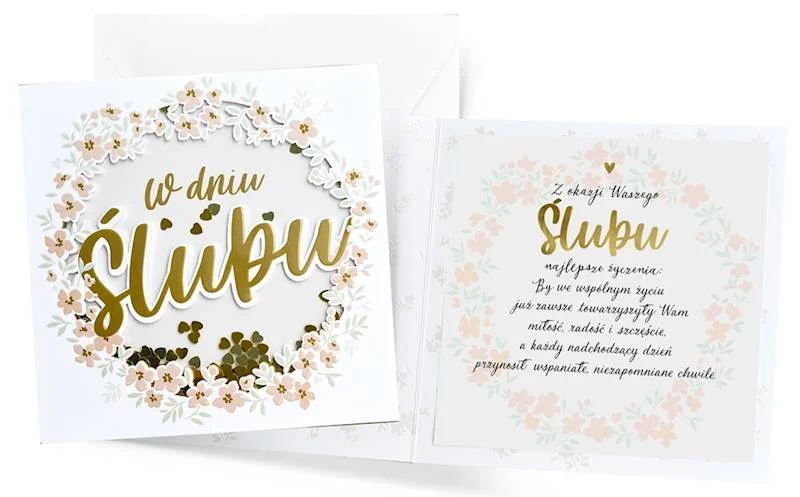 w dniu
Ślubu
Z okazji Waszego
Ślubu
najlepsze życzenia:
By we wspólnym życiu
już zawsze towarzyszyły Wam
miłość, radość i szczęście,
a każdy nadchodzący dzień
przynosił wspaniałe, niezapomniane chwile.